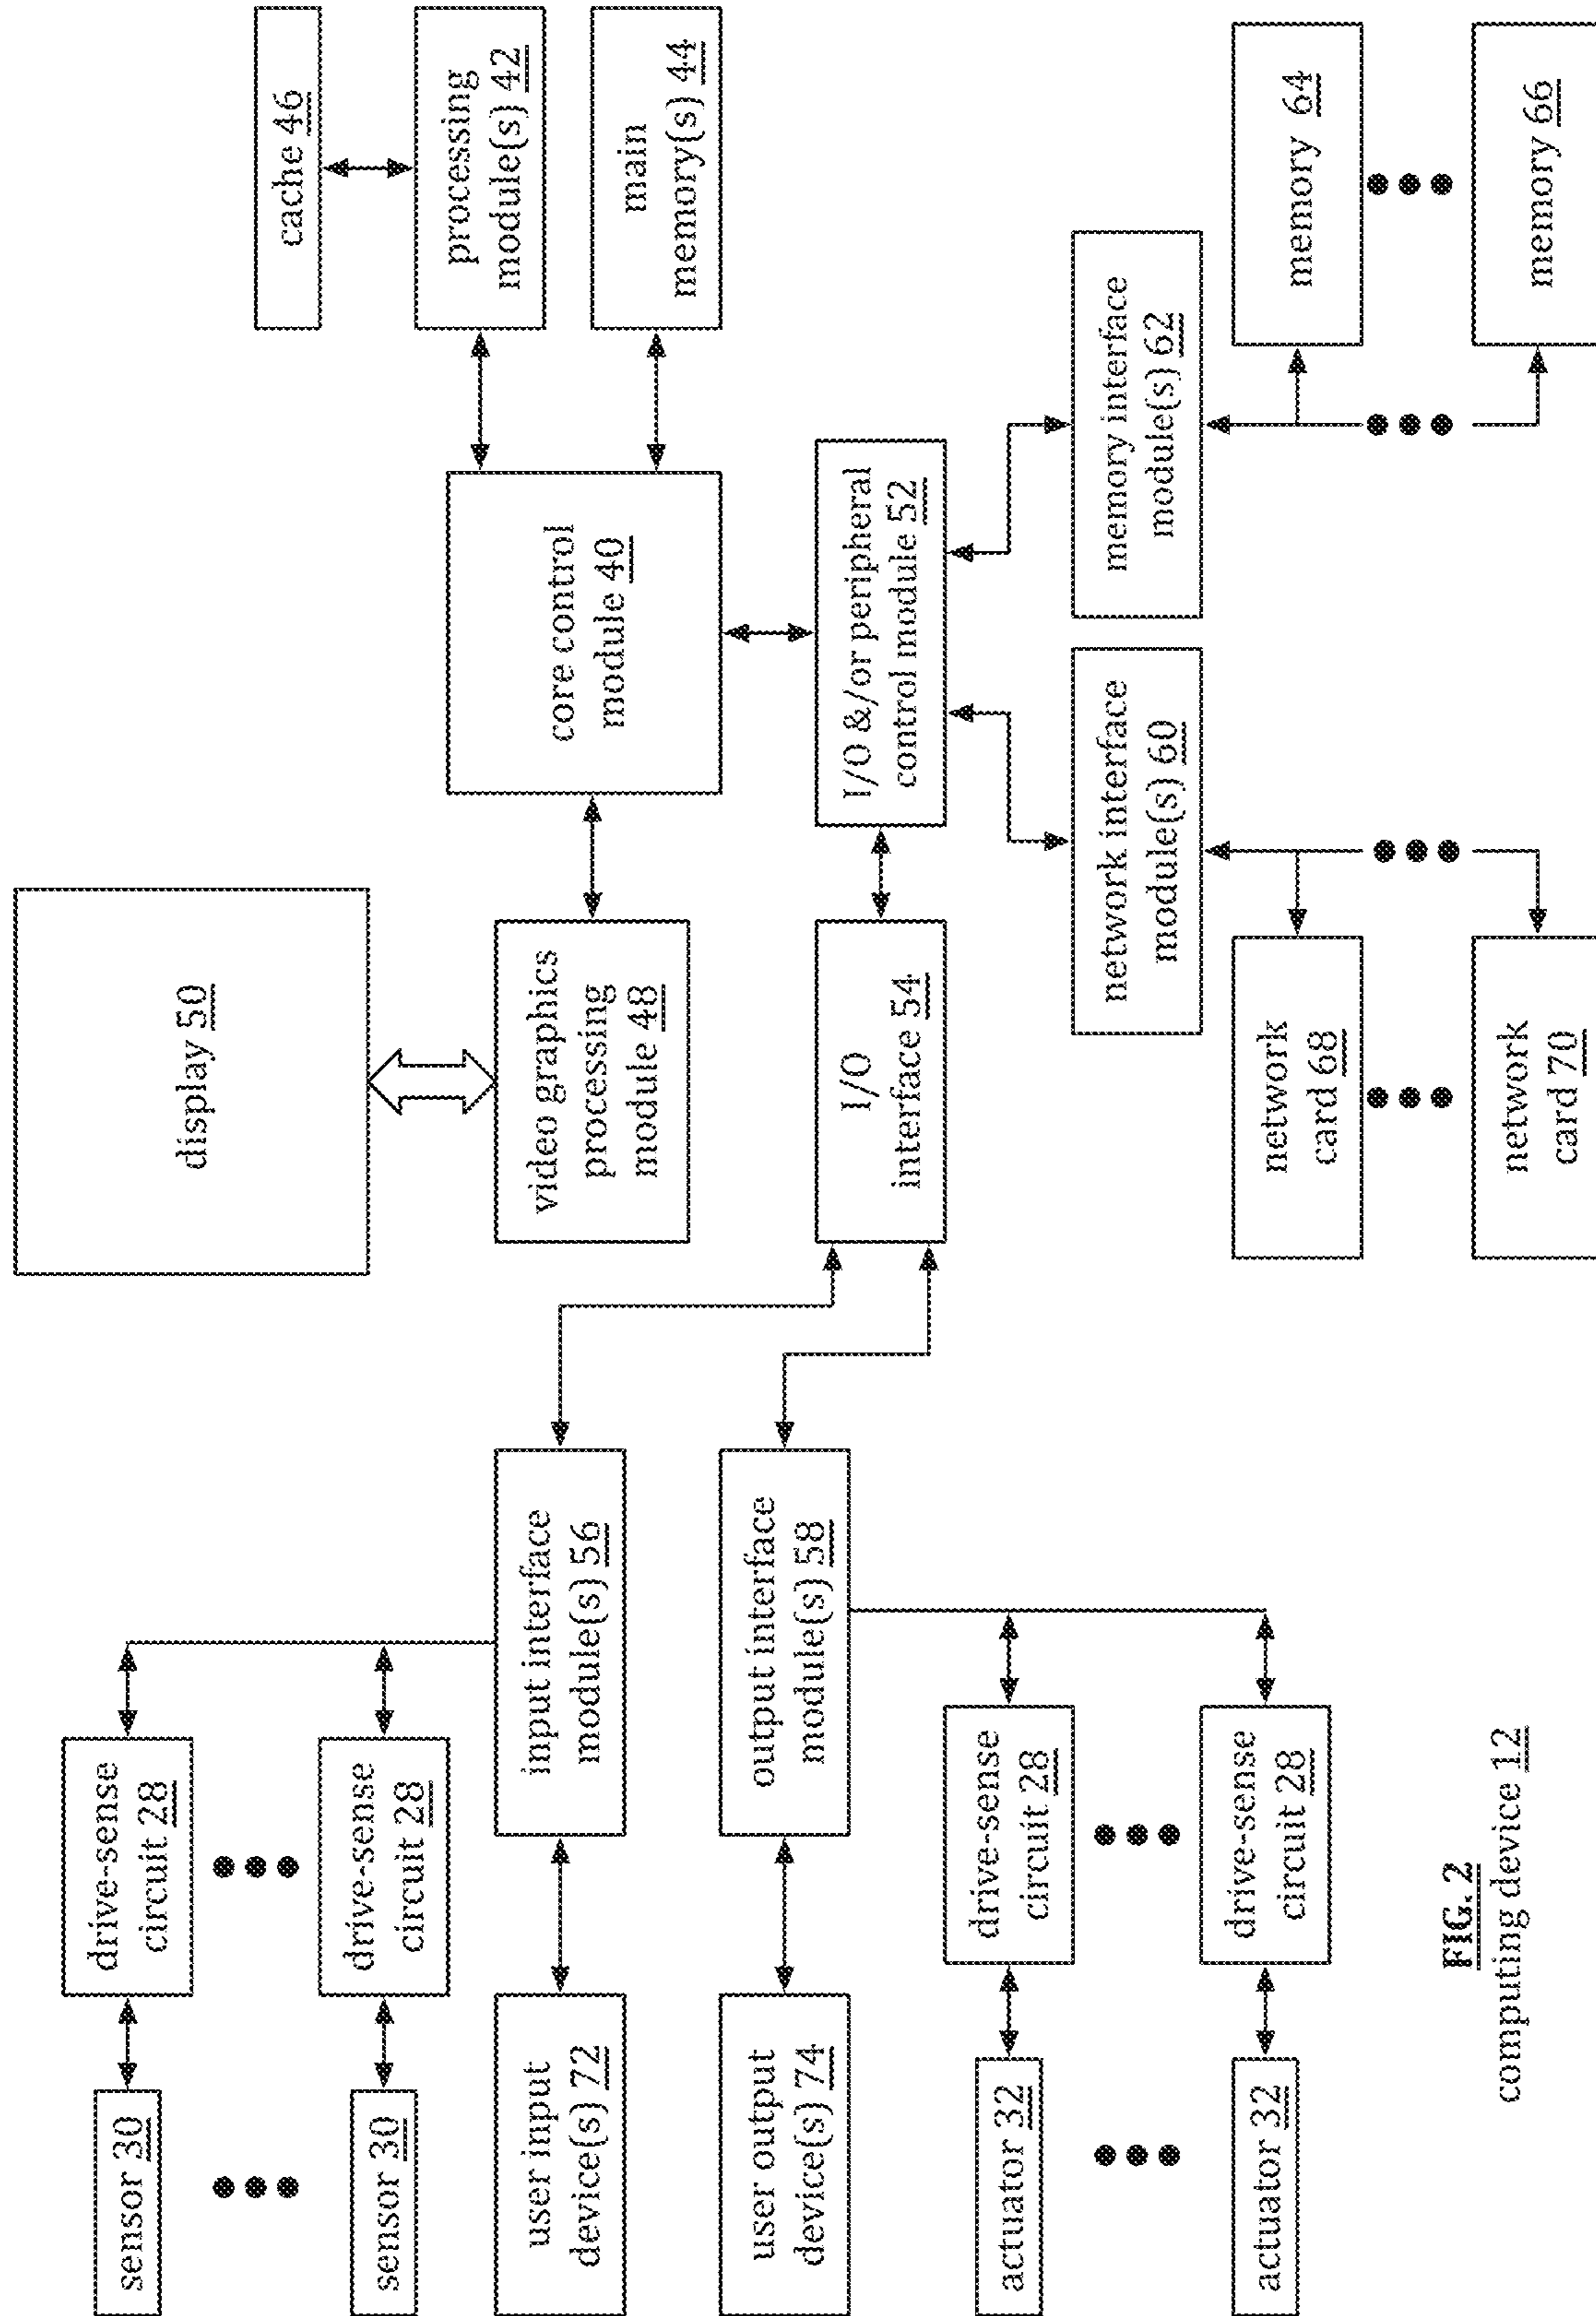 display 50
cache 46
processing
module(s) 42
main
memory(s) 44
core control
module 40
video graphics
processing
module 48
I/O &/or peripheral
control module 52
I/O
interface 54
memory interface
module(s) 62
network interface
module(s) 60
memory 64
memory 66
network
card 68
network
card 70
sensor 30
drive-sense
circuit 28
sensor 30
drive-sense
circuit 28
user input
device(s) 72
input interface
module(s) 56
user output
device(s) 74
output interface
module(s) 58
actuator 32
drive-sense
circuit 28
actuator 32
drive-sense
circuit 28
FIG. 2
computing device 12